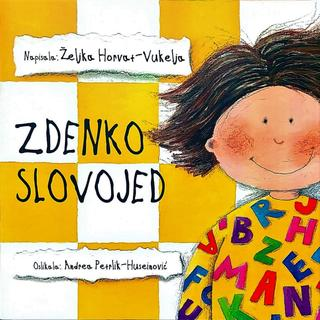 Napisala: Željka Horvat-Vukelja
ZDENKO
SLOVOJED
Oslikala: Andrea Petrlik-Huseinović
B R J
A B Z H
M A N
U F K E